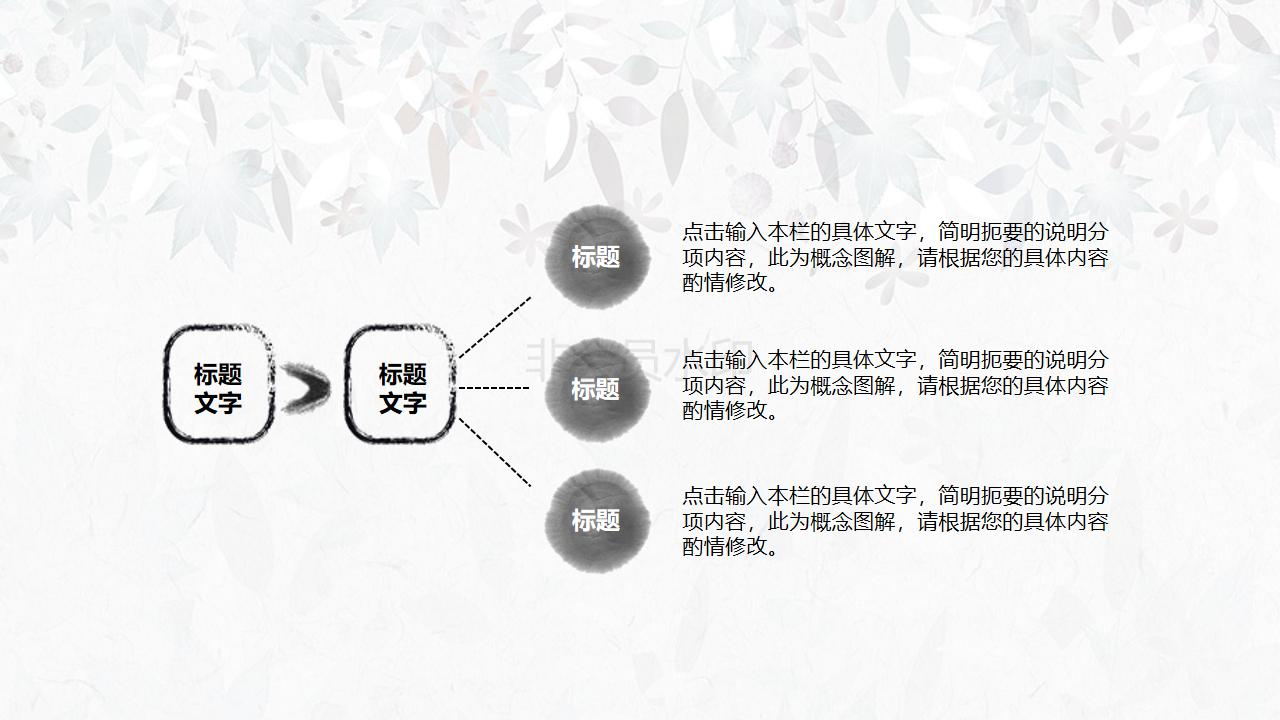 标题
文字
标题
文字
标题
点击输入本栏的具体文字，简明扼要的说明分
项内容，此为概念图解，请根据您的具体内容
酌情修改。
非会员水印
标题
点击输入本栏的具体文字，简明扼要的说明分
项内容，此为概念图解，请根据您的具体内容
酌情修改。
标题
点击输入本栏的具体文字，简明扼要的说明分
项内容，此为概念图解，请根据您的具体内容
酌情修改。